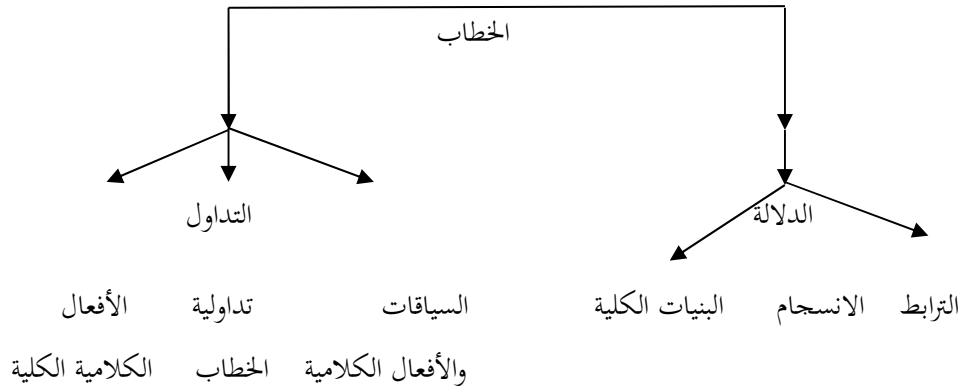 الخطاب
الدلالة
التداول
الترابط الانسجام البنيات الكلية السياقات تداولية الأفعال
والأفعال الكلامية الخطاب الكلامية الكلية